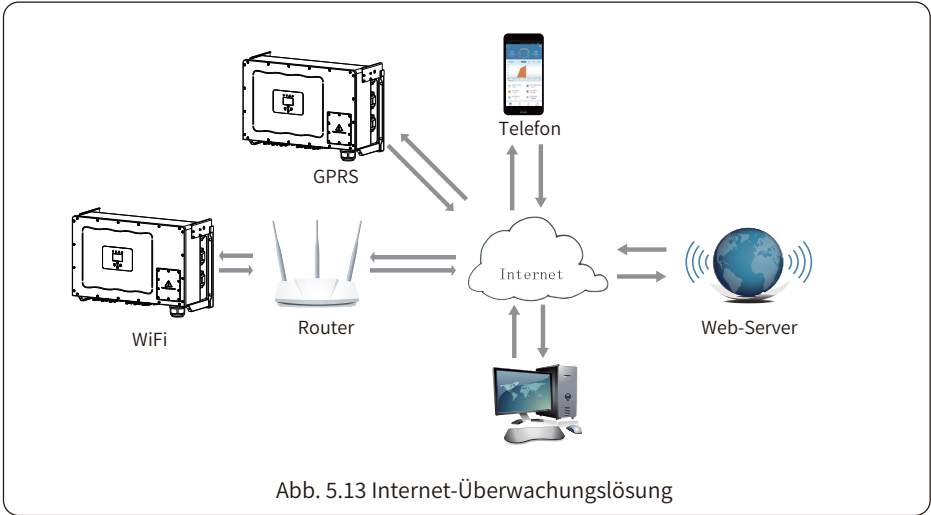 Telefon
GPRS
Internet
WiFi
Router
Web-Server
Abb. 5.13 Internet-Überwachungslösung